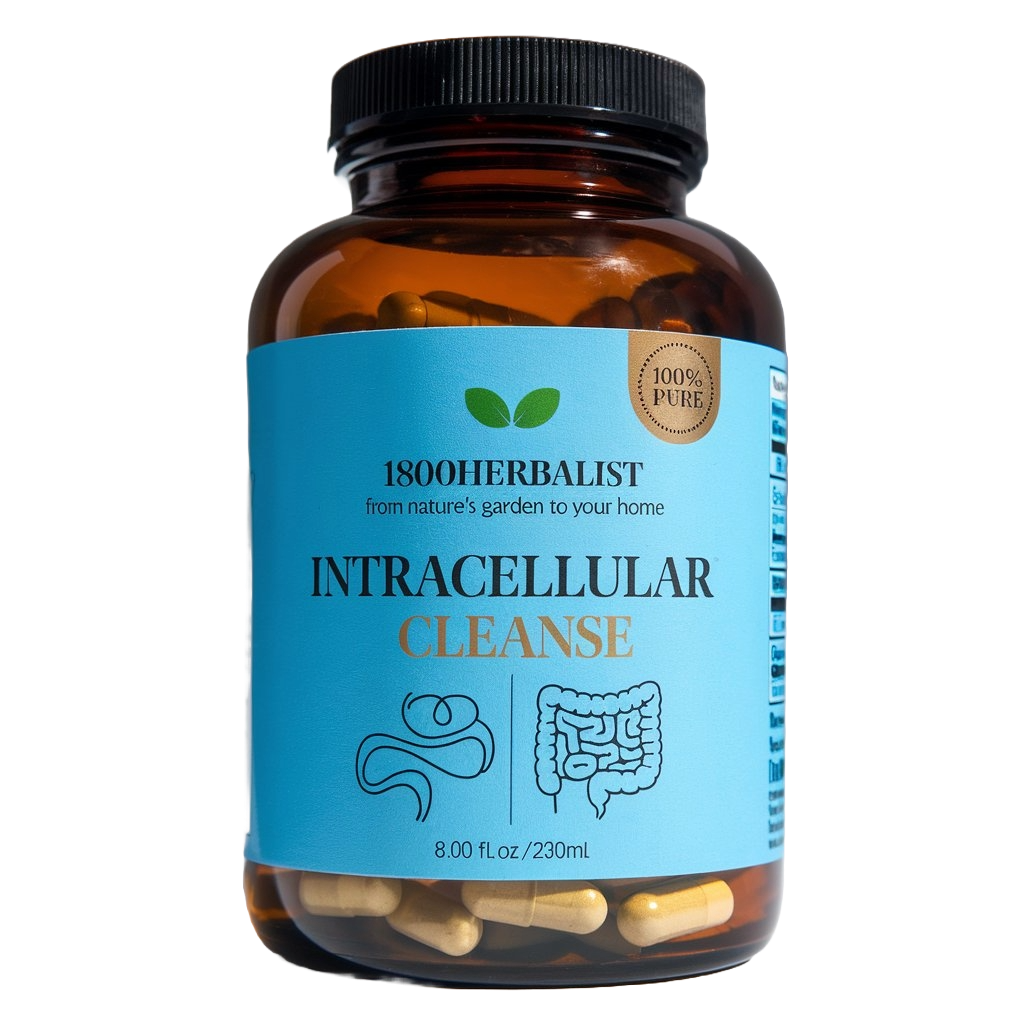 100%
PURE
1800HERBALIST
from nature's garden to your home
INTRACELLULAR
CLEANSE
8.00 fl oz/230ml